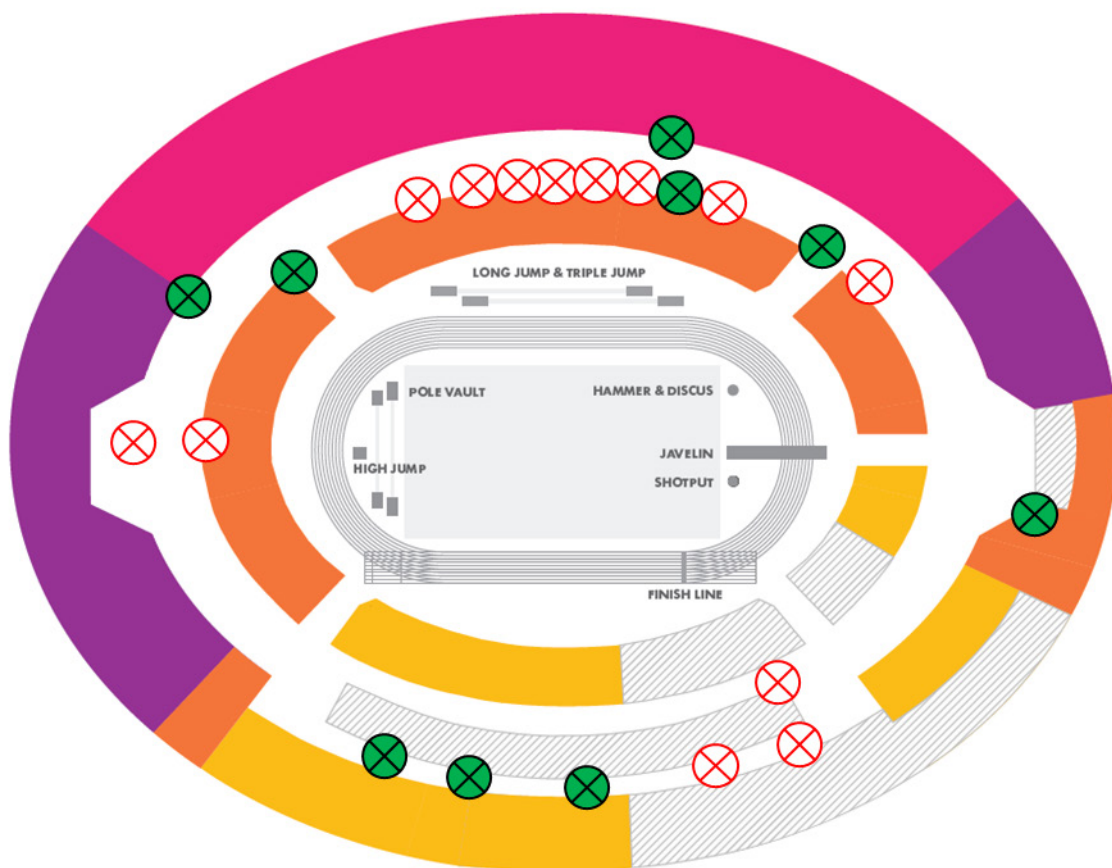 LONG JUMP & TRIPLE JUMP
POLE VAULT
HAMMER & DISCUS
HIGH JUMP
JAVELIN
SHOTPUT
FINISH LINE